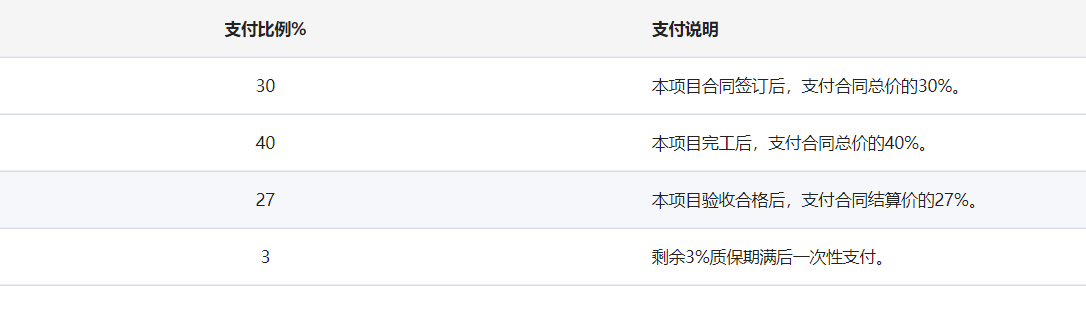 支付比例% 支付说明
30 本项目合同签订后，支付合同总价的30%。
40 本项目完工后，支付合同总价的40%。
27 本项目验收合格后，支付合同结算价的27%。
3 剩余3%质保期满后一次性支付。